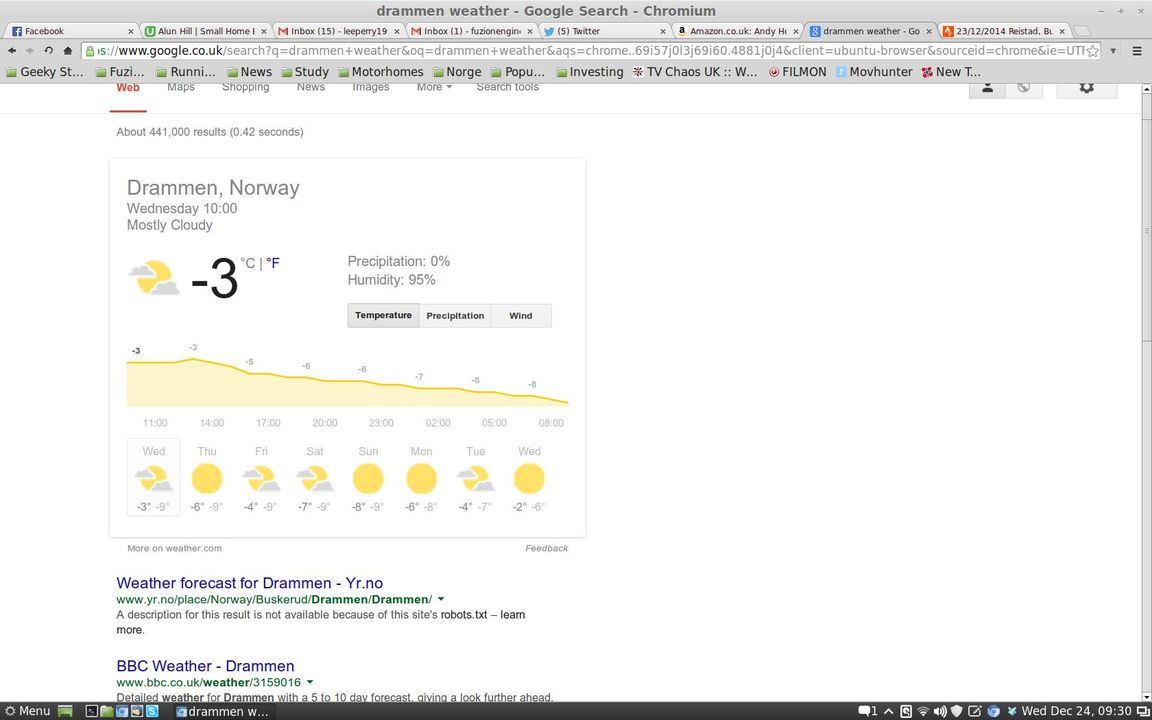 drammen weather - Google Search - Chromium
Facebook
Alun Hill | Small Home
Inbox (15) - leeperry19
Inbox (1) - fuzionengin
(5) Twitter
Amazon.co.uk: Andy H
drammen weather - Go
23/12/2014 Reistad, Bu
s://www.google.co.uk/search?q=drammen+weather&oq=drammen+weather&aqs=chrome..69i57j0l3j69i60.4881j0j4&client=ubuntu-browser&sourceid=chrome&ie=UTF
Geeky St... Fuzi... Runni... News Study Motorhomes Norge Popu... Investing TV Chaos UK :: W... FILMON Movhunter New T...
Web Maps Shopping News Images More Search tools
About 441,000 results (0.42 seconds)
Drammen, Norway
Wednesday 10:00
Mostly Cloudy
-3 °C | °F
Precipitation: 0%
Humidity: 95%
Temperature Precipitation Wind
-3 -3 -5 -6 -6 -7 -8 -8
11:00 14:00 17:00 20:00 23:00 02:00 05:00 08:00
Wed Thu Fri Sat Sun Mon Tue Wed
-3° -9° -6° -9° -4° -9° -7° -9° -8° -9° -6° -8° -4° -7° -2° -6°
More on weather.com Feedback
Weather forecast for Drammen - Yr.no
www.yr.no/place/Norway/Buskerud/Drammen/Drammen/
A description for this result is not available because of this site's robots.txt – learn
more.
BBC Weather - Drammen
www.bbc.co.uk/weather/3159016
Detailed weather for Drammen with a 5 to 10 day forecast, giving a look further ahead.
Menu drammen w... 1 Wed Dec 24, 09:30